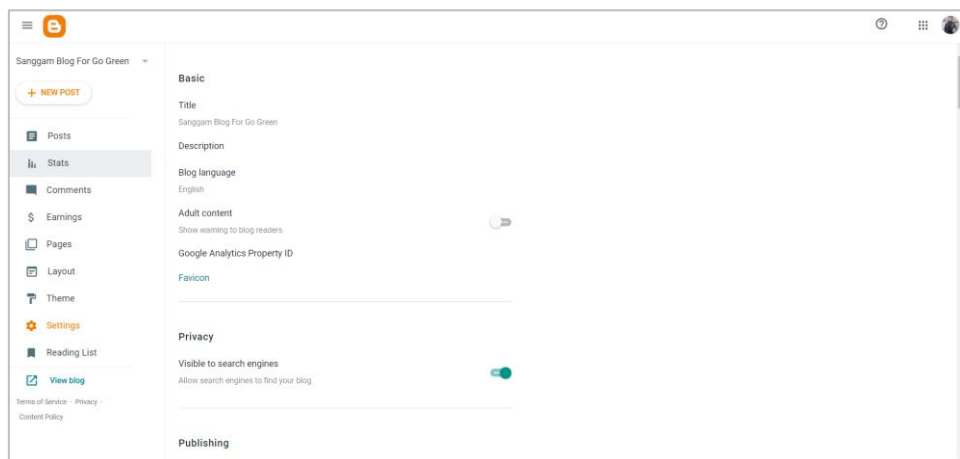 Sanggam Blog For Go Green
+ NEW POST
Posts
Stats
Comments
$ Earnings
Pages
Layout
Theme
Settings
Reading List
View blog
Terms of Service · Privacy ·
Content Policy
Basic
Title
Sanggam Blog For Go Green
Description
Blog language
English
Adult content
Show warning to blog readers
Google Analytics Property ID
Favicon
Privacy
Visible to search engines
Allow search engines to find your blog
Publishing